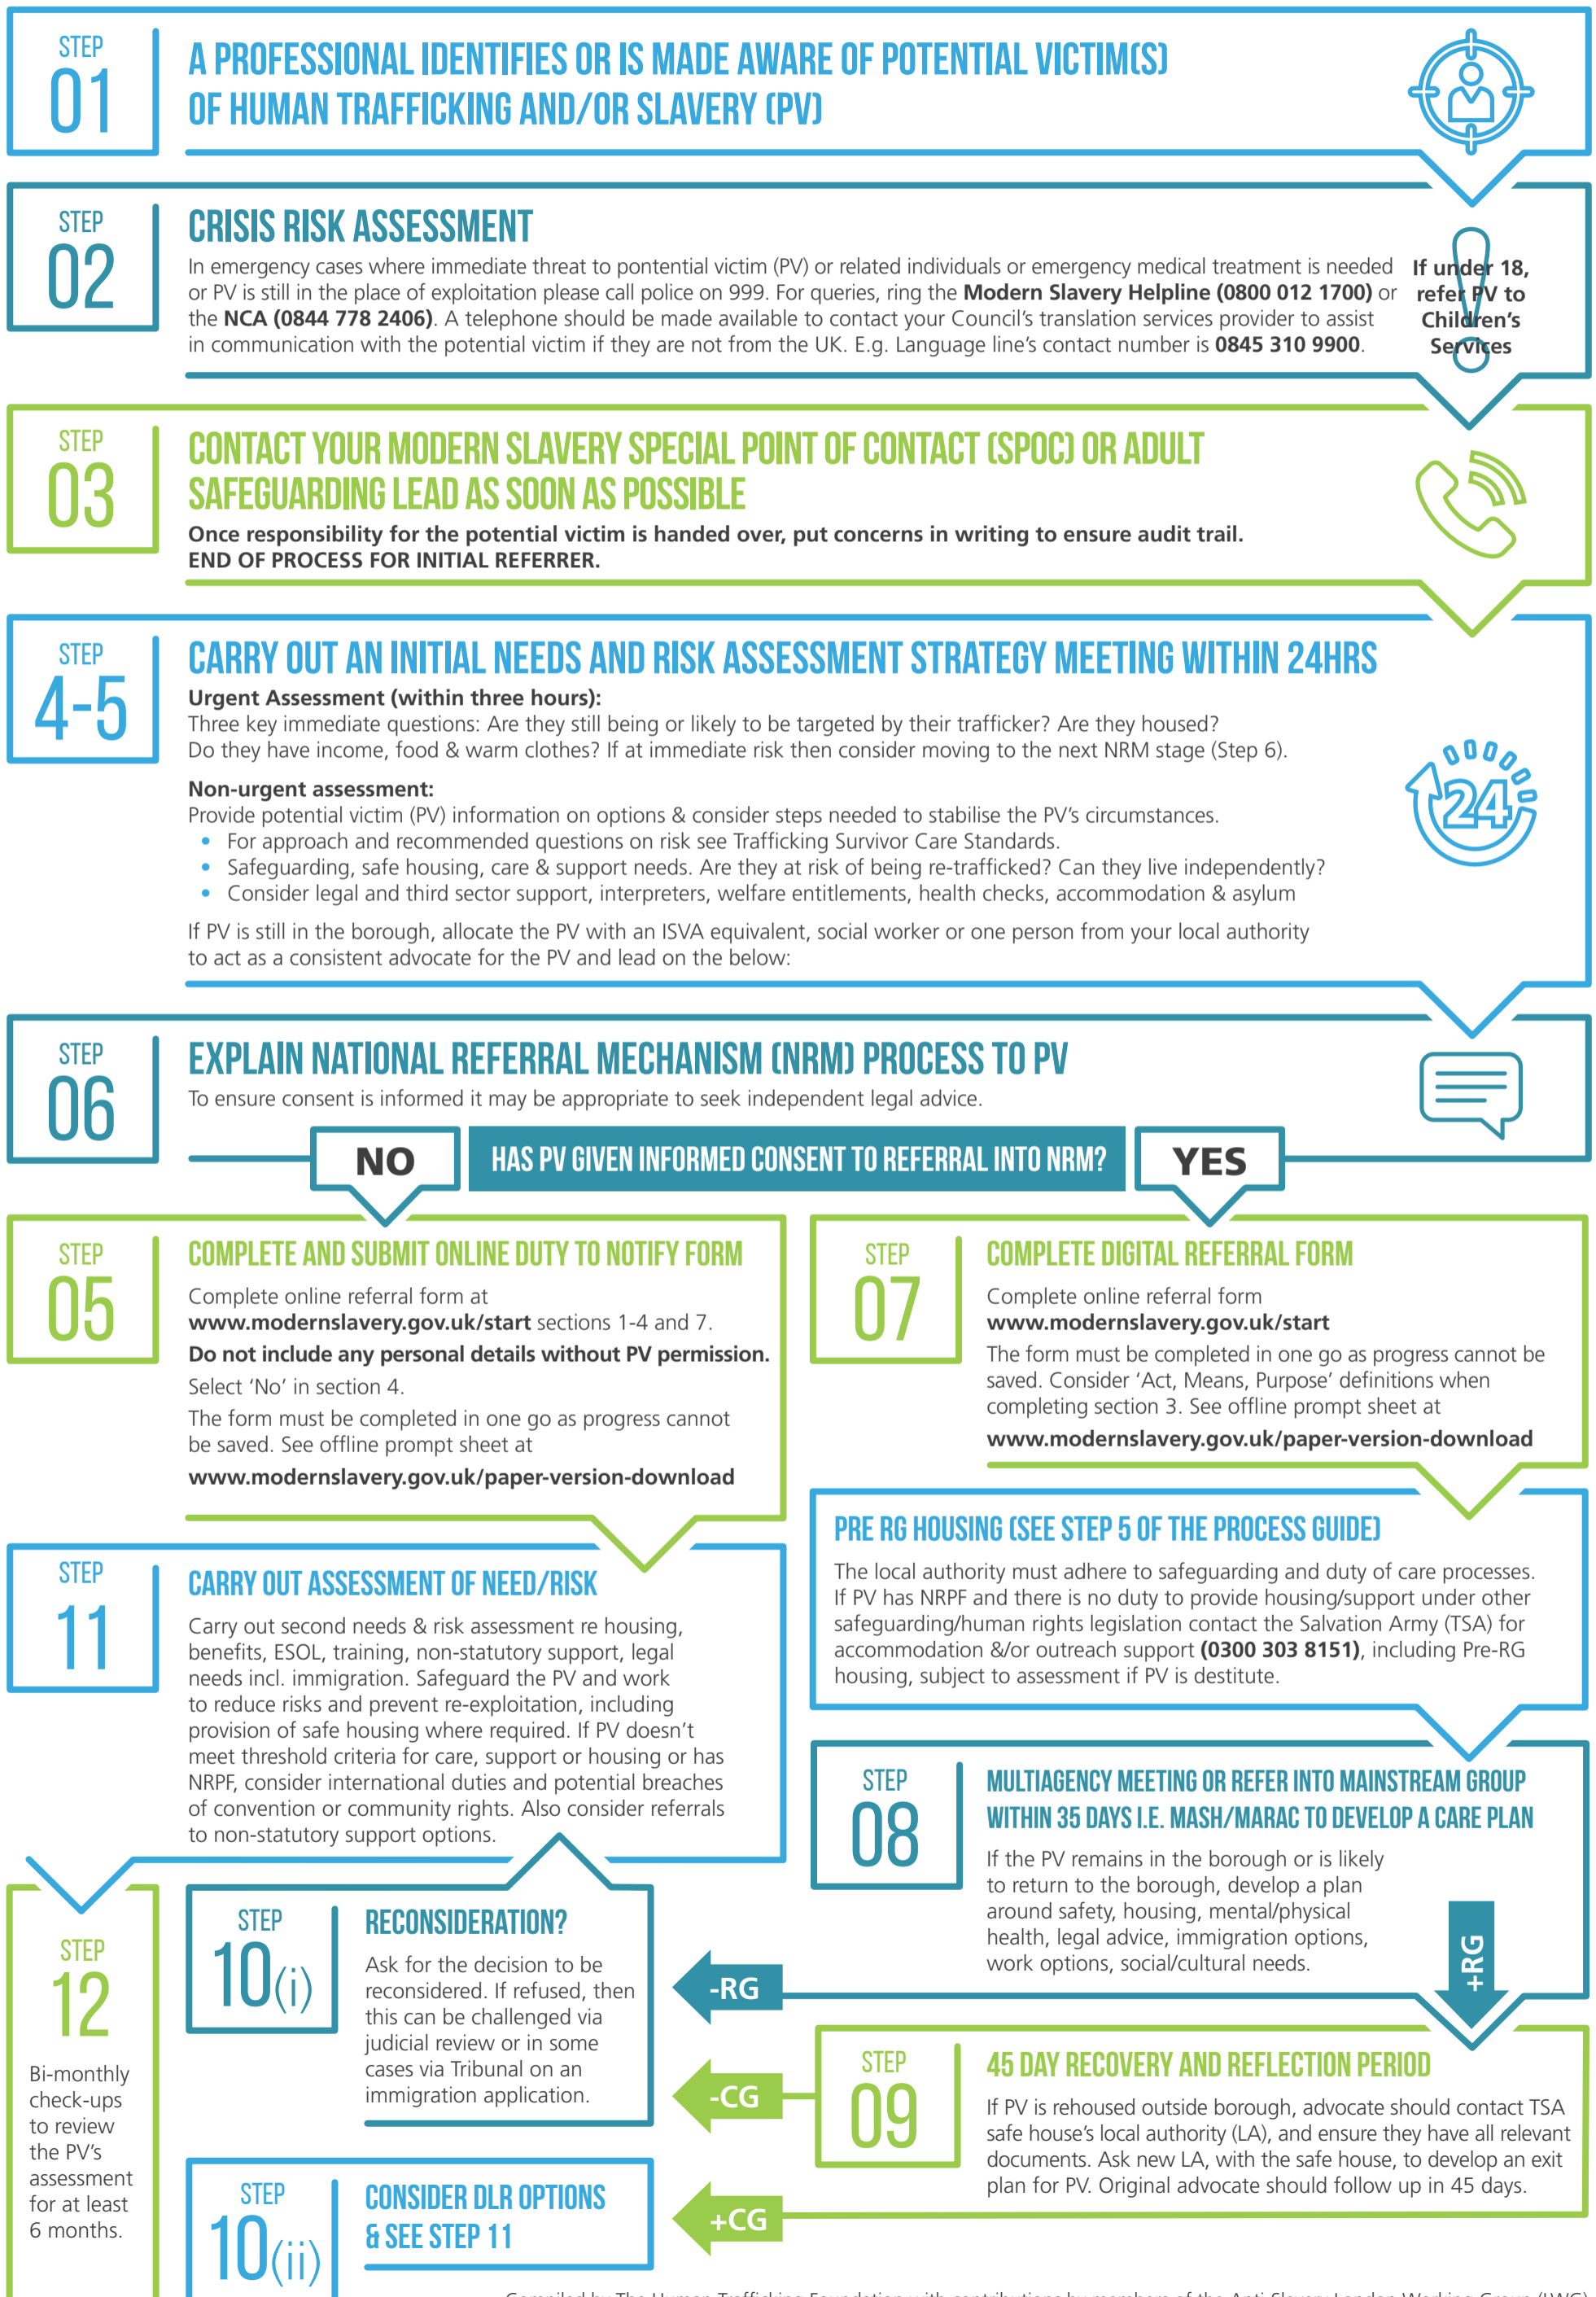 STEP
01
A PROFESSIONAL IDENTIFIES OR IS MADE AWARE OF POTENTIAL VICTIM(S)
OF HUMAN TRAFFICKING AND/OR SLAVERY (PV)
STEP
02
CRISIS RISK ASSESSMENT
In emergency cases where immediate threat to pontential victim (PV) or related individuals or emergency medical treatment is needed
or PV is still in the place of exploitation please call police on 999. For queries, ring the Modern Slavery Helpline (0800 012 1700) or
the NCA (0844 778 2406). A telephone should be made available to contact your Council's translation services provider to assist
in communication with the potential victim if they are not from the UK. E.g. Language line's contact number is 0845 310 9900.
If under 18,
refer PV to
Children's
Services
STEP
03
CONTACT YOUR MODERN SLAVERY SPECIAL POINT OF CONTACT (SPOC) OR ADULT
SAFEGUARDING LEAD AS SOON AS POSSIBLE
Once responsibility for the potential victim is handed over, put concerns in writing to ensure audit trail.
END OF PROCESS FOR INITIAL REFERRER.
STEP
4-5
CARRY OUT AN INITIAL NEEDS AND RISK ASSESSMENT STRATEGY MEETING WITHIN 24HRS
Urgent Assessment (within three hours):
Three key immediate questions: Are they still being or likely to be targeted by their trafficker? Are they housed?
Do they have income, food & warm clothes? If at immediate risk then consider moving to the next NRM stage (Step 6).
Non-urgent assessment:
Provide potential victim (PV) information on options & consider steps needed to stabilise the PV's circumstances.
• For approach and recommended questions on risk see Trafficking Survivor Care Standards.
• Safeguarding, safe housing, care & support needs. Are they at risk of being re-trafficked? Can they live independently?
• Consider legal and third sector support, interpreters, welfare entitlements, health checks, accommodation & asylum
If PV is still in the borough, allocate the PV with an ISVA equivalent, social worker or one person from your local authority
to act as a consistent advocate for the PV and lead on the below:
24
STEP
06
EXPLAIN NATIONAL REFERRAL MECHANISM (NRM) PROCESS TO PV
To ensure consent is informed it may be appropriate to seek independent legal advice.
NO
HAS PV GIVEN INFORMED CONSENT TO REFERRAL INTO NRM?
YES
STEP
05
COMPLETE AND SUBMIT ONLINE DUTY TO NOTIFY FORM
Complete online referral form at
www.modernslavery.gov.uk/start sections 1-4 and 7.
Do not include any personal details without PV permission.
Select 'No' in section 4.
The form must be completed in one go as progress cannot
be saved. See offline prompt sheet at
www.modernslavery.gov.uk/paper-version-download
STEP
07
COMPLETE DIGITAL REFERRAL FORM
Complete online referral form
www.modernslavery.gov.uk/start
The form must be completed in one go as progress cannot be
saved. Consider 'Act, Means, Purpose' definitions when
completing section 3. See offline prompt sheet at
www.modernslavery.gov.uk/paper-version-download
PRE RG HOUSING (SEE STEP 5 OF THE PROCESS GUIDE)
The local authority must adhere to safeguarding and duty of care processes.
If PV has NRPF and there is no duty to provide housing/support under other
safeguarding/human rights legislation contact the Salvation Army (TSA) for
accommodation &/or outreach support (0300 303 8151), including Pre-RG
housing, subject to assessment if PV is destitute.
STEP
11
CARRY OUT ASSESSMENT OF NEED/RISK
Carry out second needs & risk assessment re housing,
benefits, ESOL, training, non-statutory support, legal
needs incl. immigration. Safeguard the PV and work
to reduce risks and prevent re-exploitation, including
provision of safe housing where required. If PV doesn't
meet threshold criteria for care, support or housing or has
NRPF, consider international duties and potential breaches
of convention or community rights. Also consider referrals
to non-statutory support options.
STEP
08
MULTIAGENCY MEETING OR REFER INTO MAINSTREAM GROUP
WITHIN 35 DAYS I.E. MASH/MARAC TO DEVELOP A CARE PLAN
If the PV remains in the borough or is likely
to return to the borough, develop a plan
around safety, housing, mental/physical
health, legal advice, immigration options,
work options, social/cultural needs.
+RG
-RG
STEP
12
Bi-monthly
check-ups
to review
the PV's
assessment
for at least
6 months.
STEP
10(i)
RECONSIDERATION?
Ask for the decision to be
reconsidered. If refused, then
this can be challenged via
judicial review or in some
cases via Tribunal on an
immigration application.
-CG
STEP
09
45 DAY RECOVERY AND REFLECTION PERIOD
If PV is rehoused outside borough, advocate should contact TSA
safe house's local authority (LA), and ensure they have all relevant
documents. Ask new LA, with the safe house, to develop an exit
plan for PV. Original advocate should follow up in 45 days.
STEP
10(ii)
CONSIDER DLR OPTIONS
& SEE STEP 11
+CG
Compiled by The Human Trafficking Foundation with contributions by members of the Anti-Slavery London Working Group (LWG)